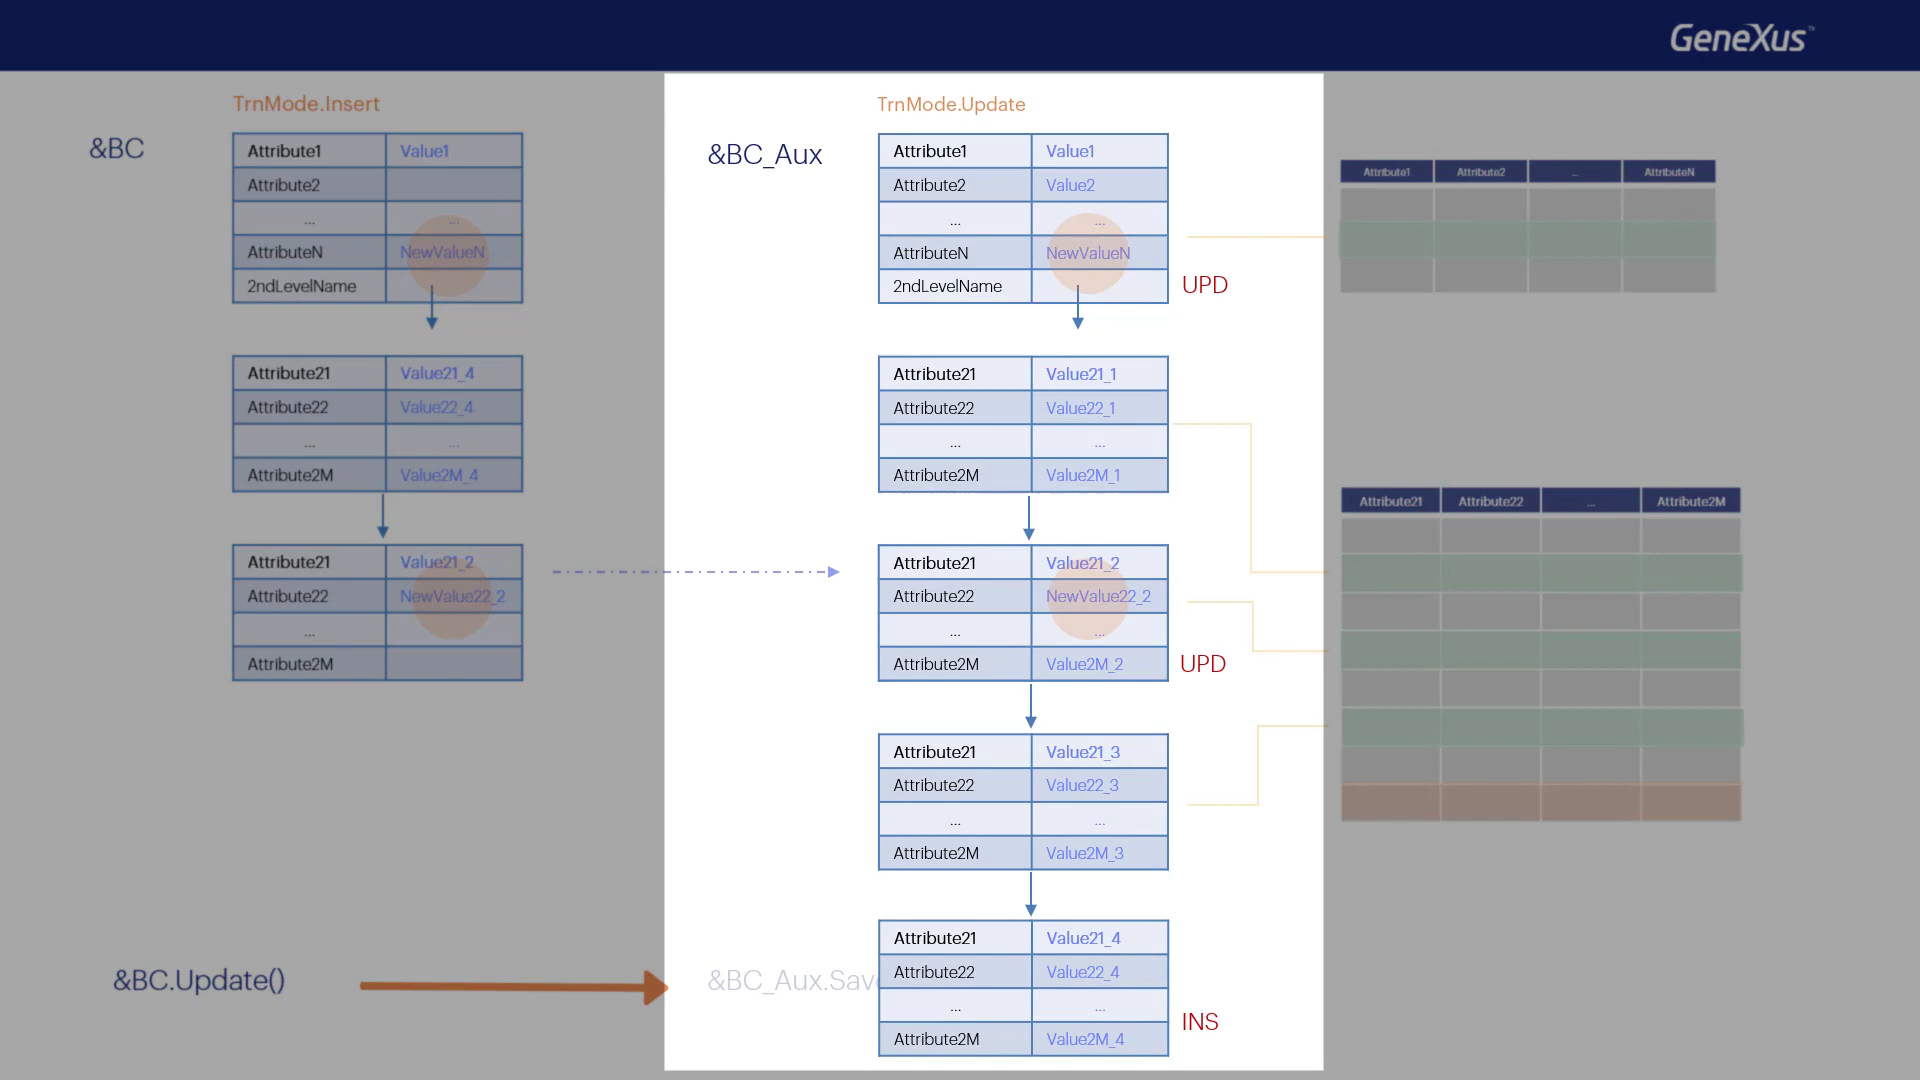 GeneXus™
TrnMode.Insert
&BC
Attribute1 Value1
Attribute2
... ...
AttributeN NewValueN
2ndLevelName
Attribute21 Value21_4
Attribute22 Value22_4
... ...
Attribute2M Value2M_4
Attribute21 Value21_2
Attribute22 NewValue22_2
...
Attribute2M
&BC.Update()
TrnMode.Update
&BC_Aux
Attribute1 Value1
Attribute2 Value2
... ...
AttributeN NewValueN
2ndLevelName
UPD
Attribute21 Value21_1
Attribute22 Value22_1
... ...
Attribute2M Value2M_1
Attribute21 Value21_2
Attribute22 NewValue22_2
... ...
Attribute2M Value2M_2
UPD
Attribute21 Value21_3
Attribute22 Value22_3
... ...
Attribute2M Value2M_3
&BC_Aux.Save
Attribute21 Value21_4
Attribute22 Value22_4
... ...
Attribute2M Value2M_4
INS
Attribute1 Attribute2 ... AttributeN
Attribute21 Attribute22 ... Attribute2M